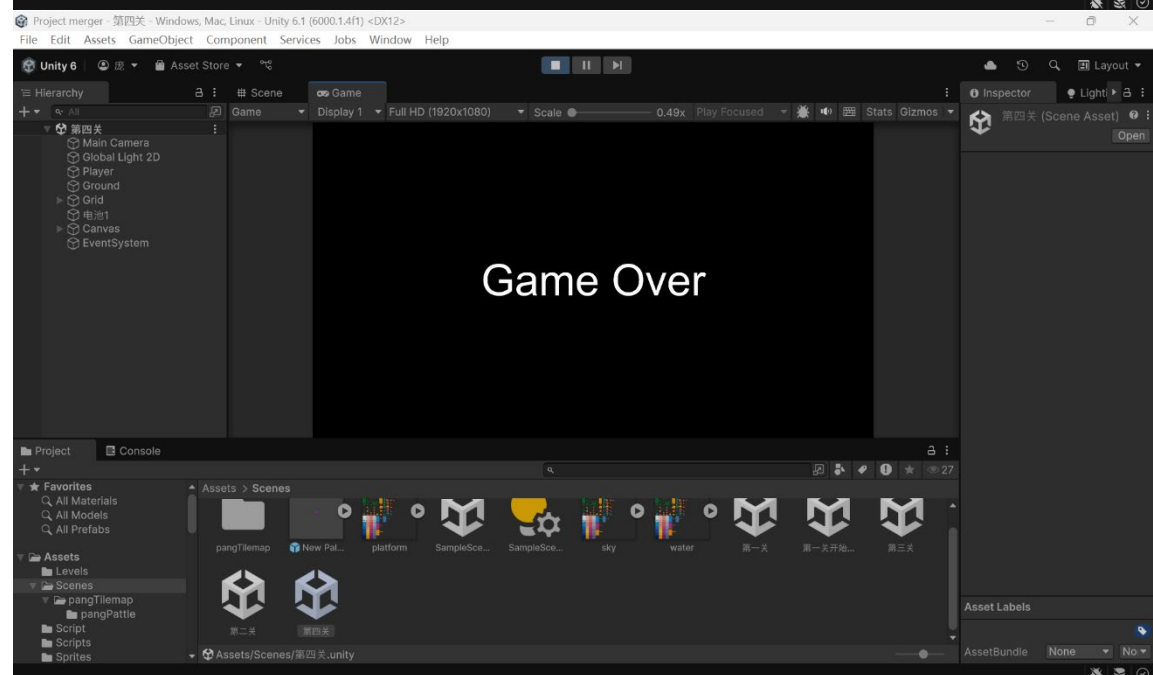 Project merger - 第四关 - Windows, Mac, Linux - Unity 6.1 (6000.1.4f1) <DX12>
File Edit Assets GameObject Component Services Jobs Window Help
Unity 6 庞 Asset Store Layout
Hierarchy Scene Game Inspector Lighti
All Game Display 1 Full HD (1920x1080) Scale 0.49x Play Focused Stats Gizmos
第四关 (Scene Asset)
Open
第四关
Main Camera
Global Light 2D
Player
Ground
Grid
电池1
Canvas
EventSystem
Game Over
Project Console
27
Favorites
All Materials
All Models
All Prefabs
Assets
Levels
Scenes
pangTilemap
pangPattle
Script
Scripts
Sprites
Assets > Scenes
pangTilemap New Pal... platform SampleSce... SampleSce... sky water 第一关 第一关开始... 第三关
第二关 第四关
Assets/Scenes/第四关.unity
Asset Labels
AssetBundle None No